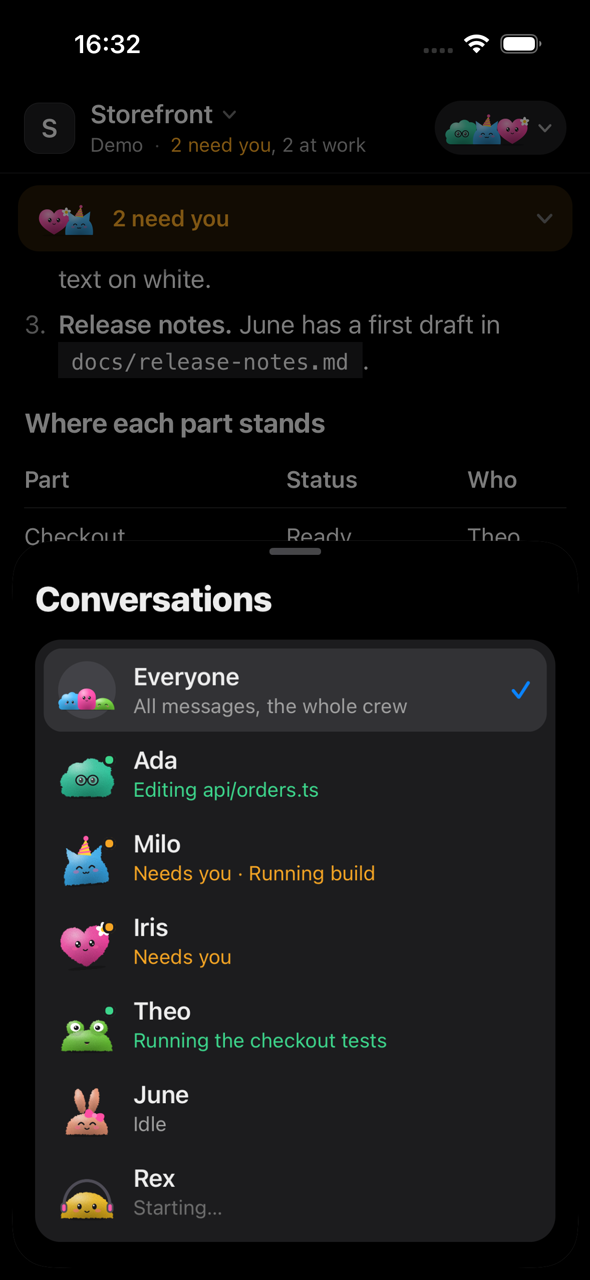 16:32
S
Storefront
Demo · 2 need you, 2 at work
2 need you
text on white.
3. Release notes. June has a first draft in
docs/release-notes.md .
Where each part stands
Part Status Who
Checkout Ready Theo
Conversations
Everyone
All messages, the whole crew
Ada
Editing api/orders.ts
Milo
Needs you · Running build
Iris
Needs you
Theo
Running the checkout tests
June
Idle
Rex
Starting...